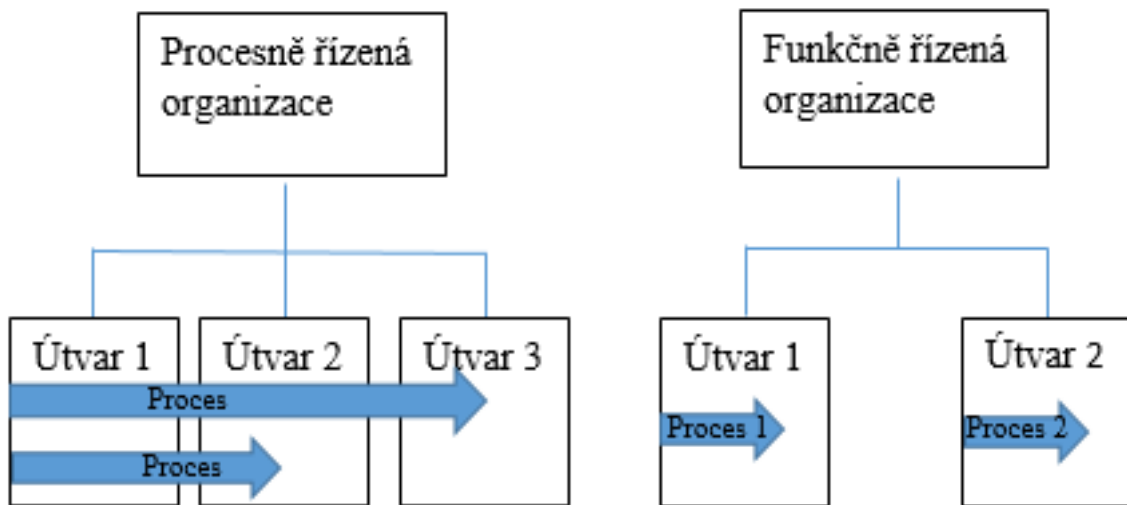 Procesně řízená
organizace
Funkčně řízená
organizace
Útvar 1
Útvar 2
Útvar 3
Proces
Proces
Útvar 1
Útvar 2
Proces 1
Proces 2